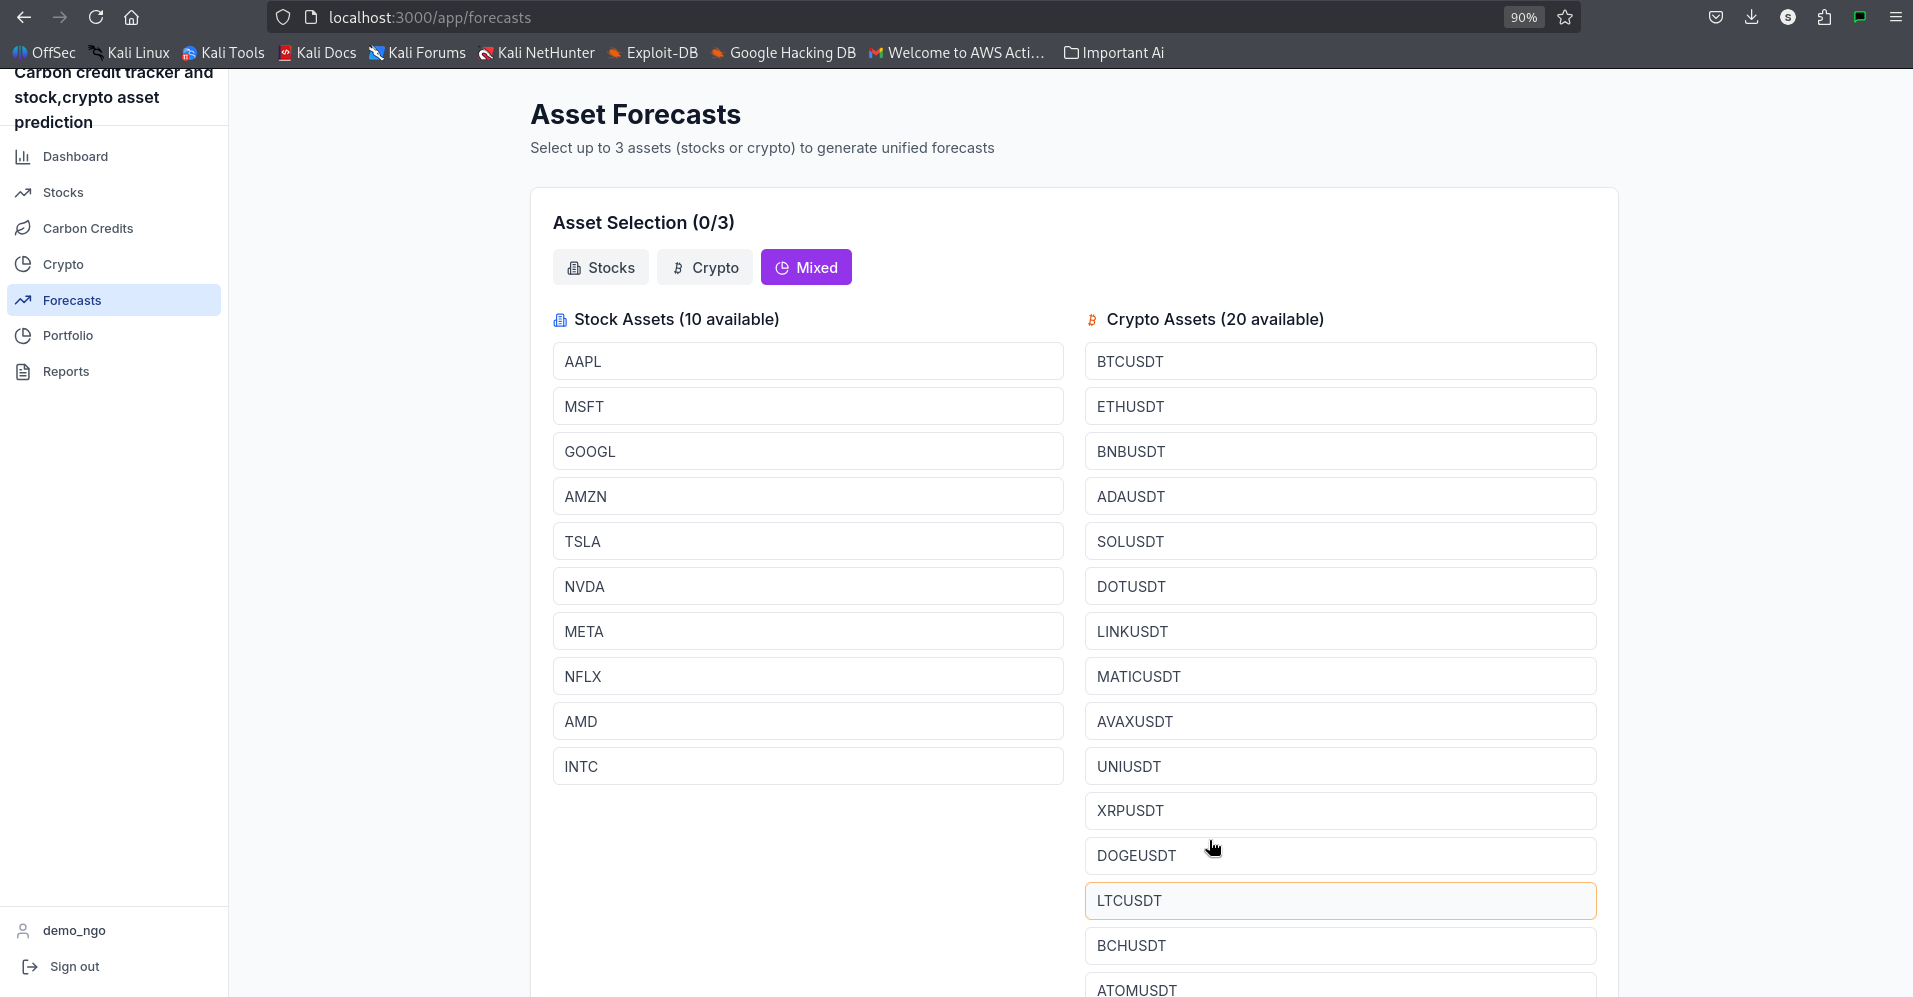 localhost:3000/app/forecasts
90%
S
OffSec
Kali Linux
Kali Tools
Kali Docs
Kali Forums
Kali NetHunter
Exploit-DB
Google Hacking DB
Welcome to AWS Acti...
Important Ai
Carbon credit tracker and
stock,crypto asset
prediction
Dashboard
Stocks
Carbon Credits
Crypto
Forecasts
Portfolio
Reports
demo_ngo
Sign out
Asset Forecasts
Select up to 3 assets (stocks or crypto) to generate unified forecasts
Asset Selection (0/3)
Stocks
Crypto
Mixed
Stock Assets (10 available)
AAPL
MSFT
GOOGL
AMZN
TSLA
NVDA
META
NFLX
AMD
INTC
Crypto Assets (20 available)
BTCUSDT
ETHUSDT
BNBUSDT
ADAUSDT
SOLUSDT
DOTUSDT
LINKUSDT
MATICUSDT
AVAXUSDT
UNIUSDT
XRPUSDT
DOGEUSDT
LTCUSDT
BCHUSDT
ATOMUSDT